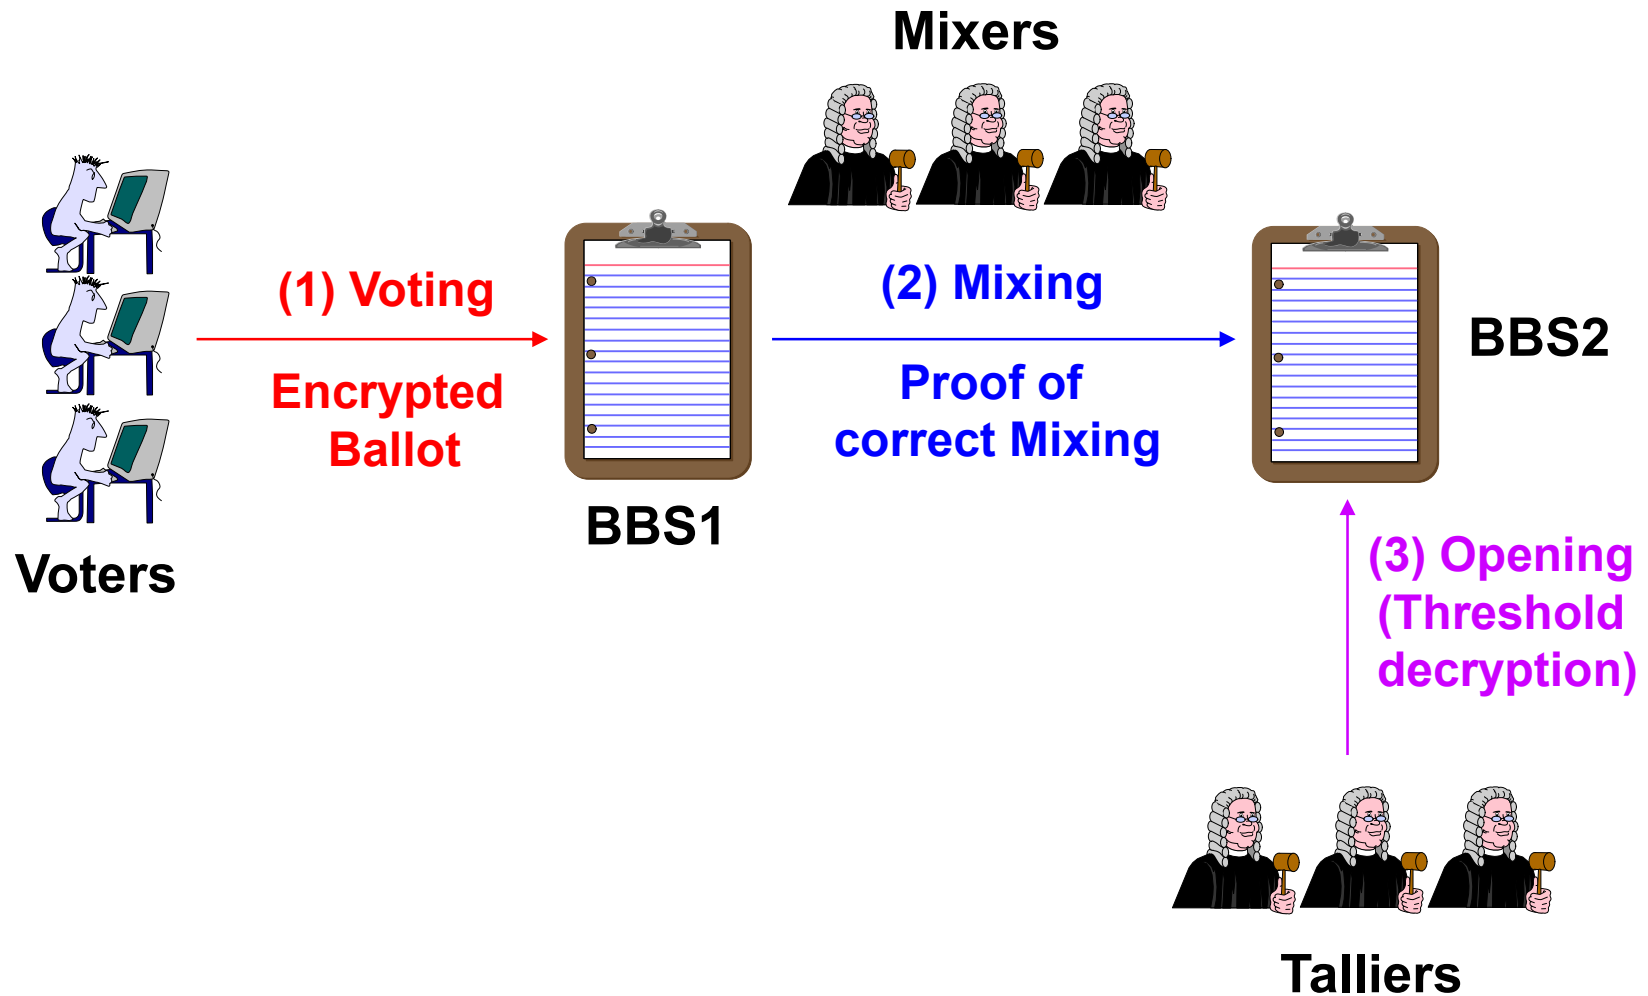 Mixers
(1) Voting
Encrypted
Ballot
BBS1
Voters
(2) Mixing
Proof of
correct Mixing
BBS2
(3) Opening
(Threshold
decryption)
Talliers